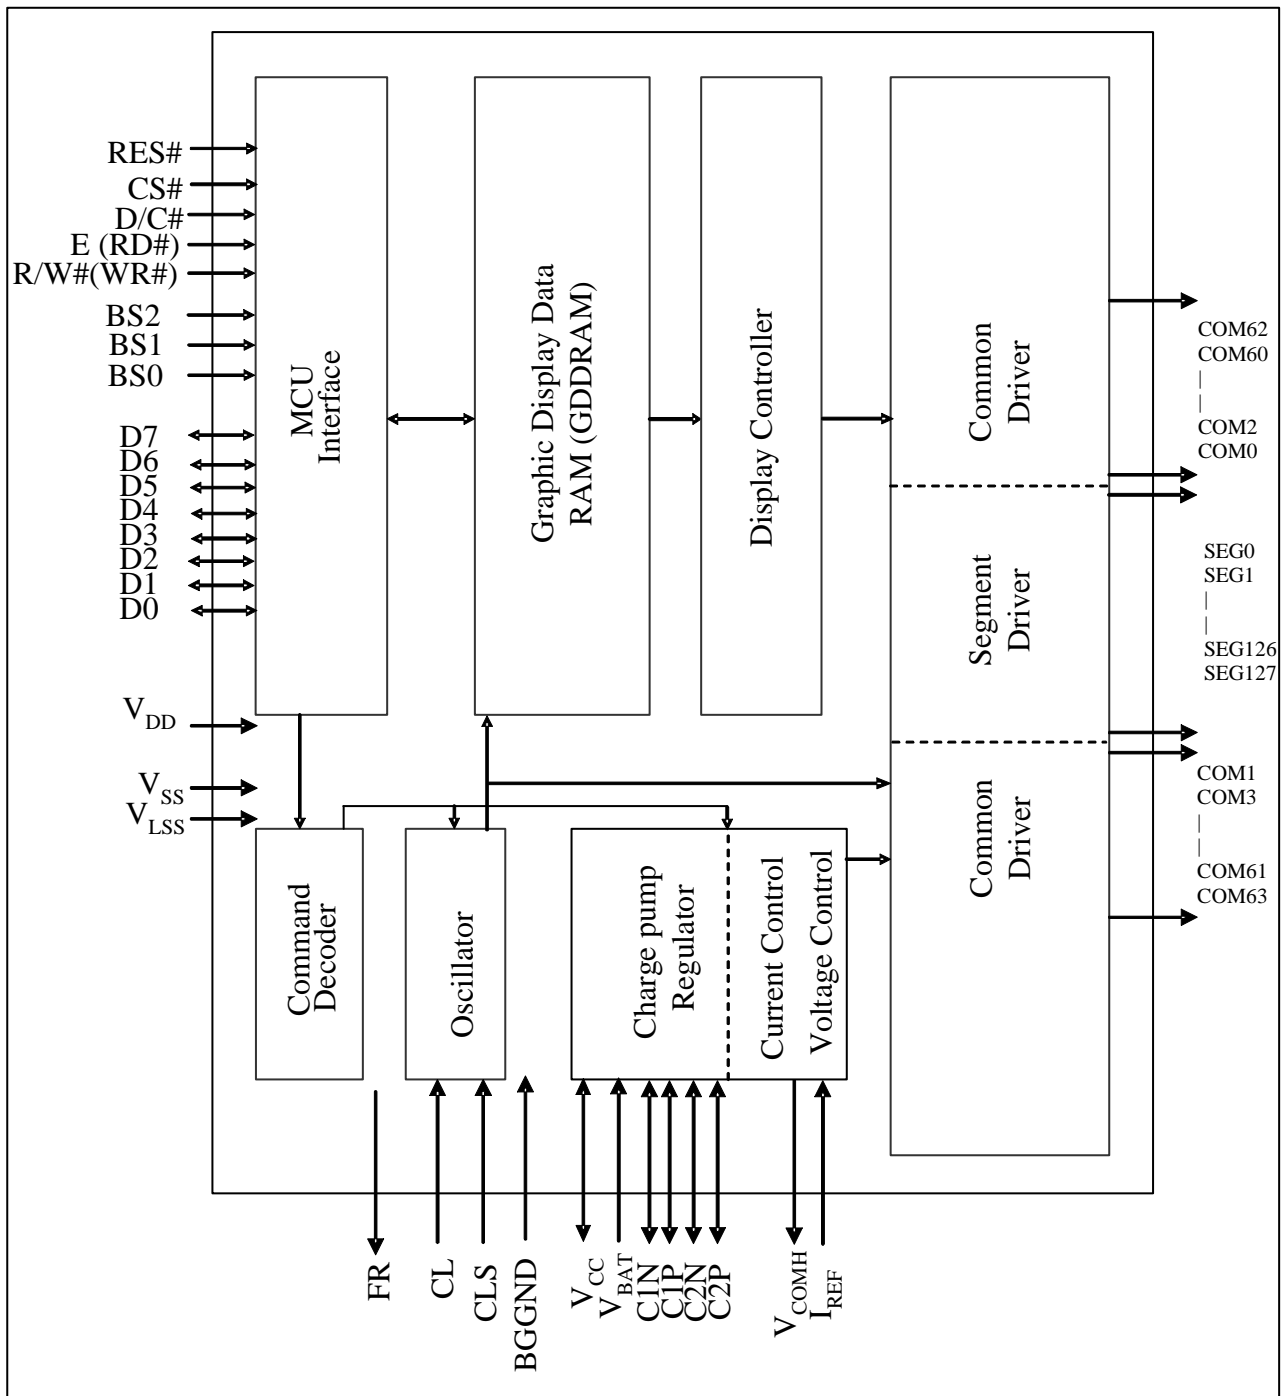 RES#
CS#
D/C#
E (RD#)
R/W#(WR#)
BS2
BS1
BS0
D7
D6
D5
D4
D3
D2
D1
D0
VDD
VSS
VLSS
MCU
Interface
Graphic Display Data
RAM (GDDRAM)
Display Controller
Common
Driver
Segment
Driver
Common
Driver
COM62
COM60
|
|
COM2
COM0
SEG0
SEG1
|
|
SEG126
SEG127
COM1
COM3
|
|
COM61
COM63
Command
Decoder
Oscillator
Charge pump
Regulator
Current Control
Voltage Control
FR
CL
CLS
BGGND
VCC
VBAT
C1N
C1P
C2N
C2P
VCOMH
IREF